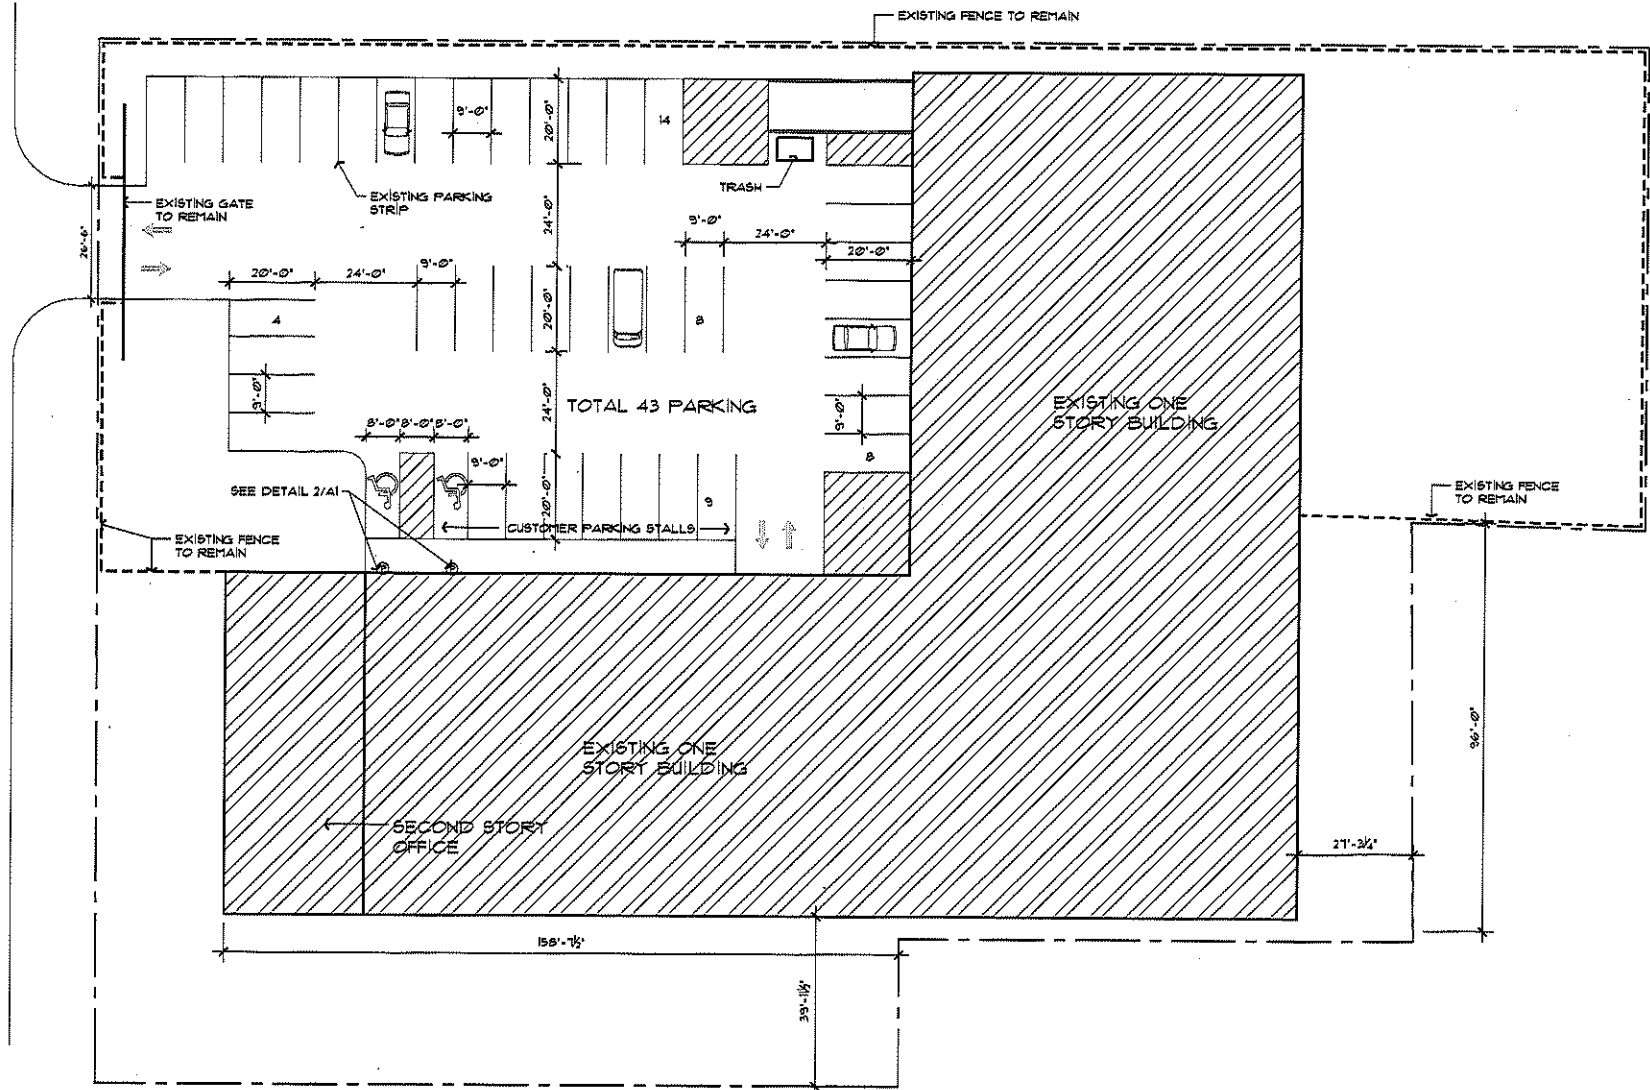 EXISTING FENCE TO REMAIN
9'-0"
14
20'-0"
TRASH
EXISTING PARKING
STRIP
EXISTING GATE
TO REMAIN
26'-6"
24'-0"
9'-0"
24'-0"
20'-0"
20'-0"
24'-0"
9'-0"
4
20'-0"
8
9'-0"
24'-0"
TOTAL 43 PARKING
9'-0"
8
EXISTING ONE
STORY BUILDING
8'-0"
8'-0"
8'-0"
9'-0"
SEE DETAIL 2/A1
20'-0"
9
CUSTOMER PARKING STALLS
EXISTING FENCE
TO REMAIN
EXISTING FENCE
TO REMAIN
EXISTING ONE
STORY BUILDING
SECOND STORY
OFFICE
96'-0"
27'-3/4"
158'-7½"
39'-11½"